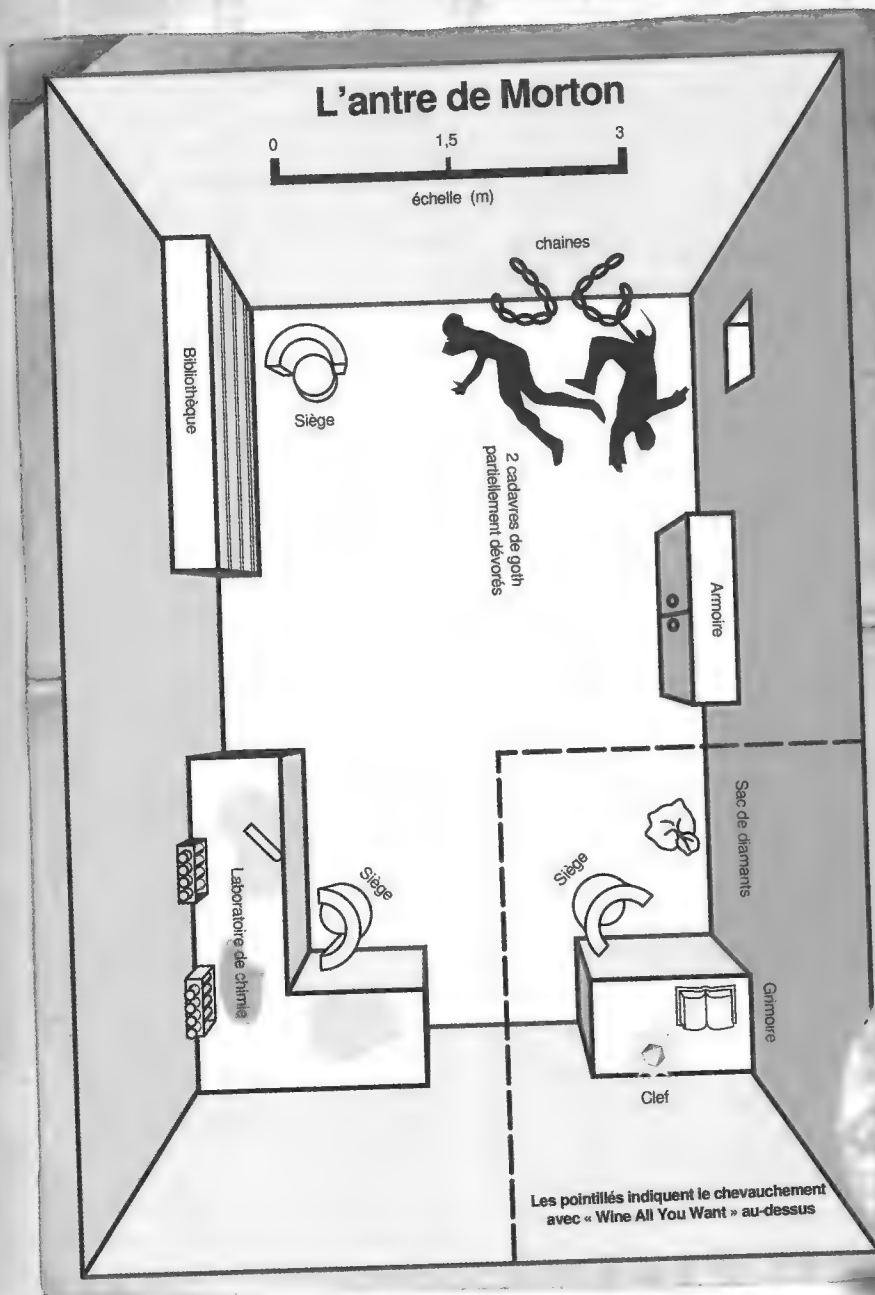 L'antre de Morton
0 1,5 3
échelle (m)
chaines
Bibliothèque
Siège
2 cadavres de goth
partiellement dévorés
Armoire
Sac de diamants
Siège
Siège
Laboratoire de chimie
Grimoire
Clef
Les pointillés indiquent le chevauchement
avec « Wine All You Want » au-dessus